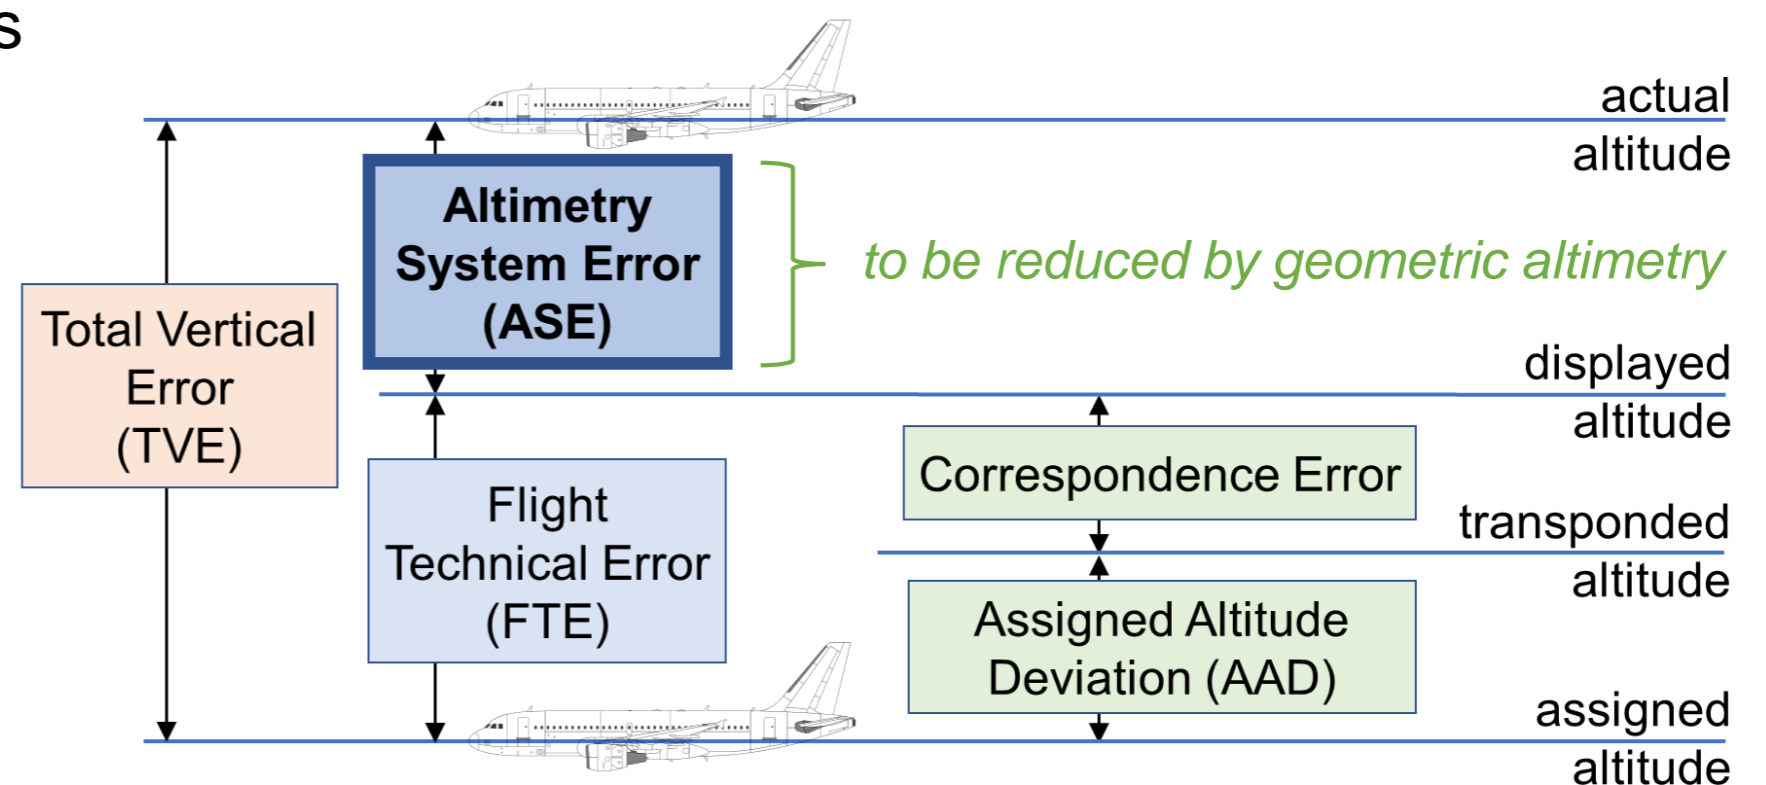 s
actual
altitude
Altimetry
System Error
(ASE)
to be reduced by geometric altimetry
Total Vertical
Error
(TVE)
displayed
altitude
Correspondence Error
Flight
Technical Error
(FTE)
transponded
altitude
Assigned Altitude
Deviation (AAD)
assigned
altitude